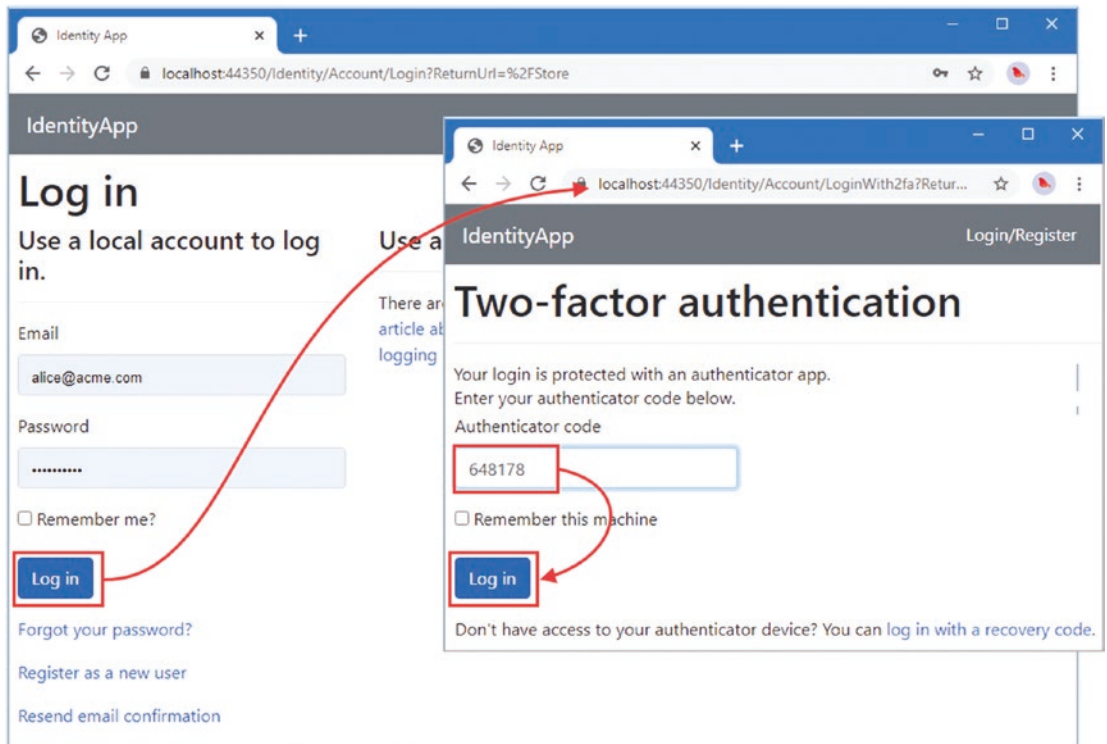 Identity App
localhost:44350/Identity/Account/Login?ReturnUrl=%2FStore
IdentityApp
Log in
Use a local account to log
in.
Email
alice@acme.com
Password
Remember me?
Log in
Forgot your password?
Register as a new user
Resend email confirmation
Use a
There are
article ab
logging
Identity App
localhost:44350/Identity/Account/LoginWith2fa?Retur...
IdentityApp
Login/Register
Two-factor authentication
Your login is protected with an authenticator app.
Enter your authenticator code below.
Authenticator code
648178
Remember this machine
Log in
Don't have access to your authenticator device? You can log in with a recovery code.